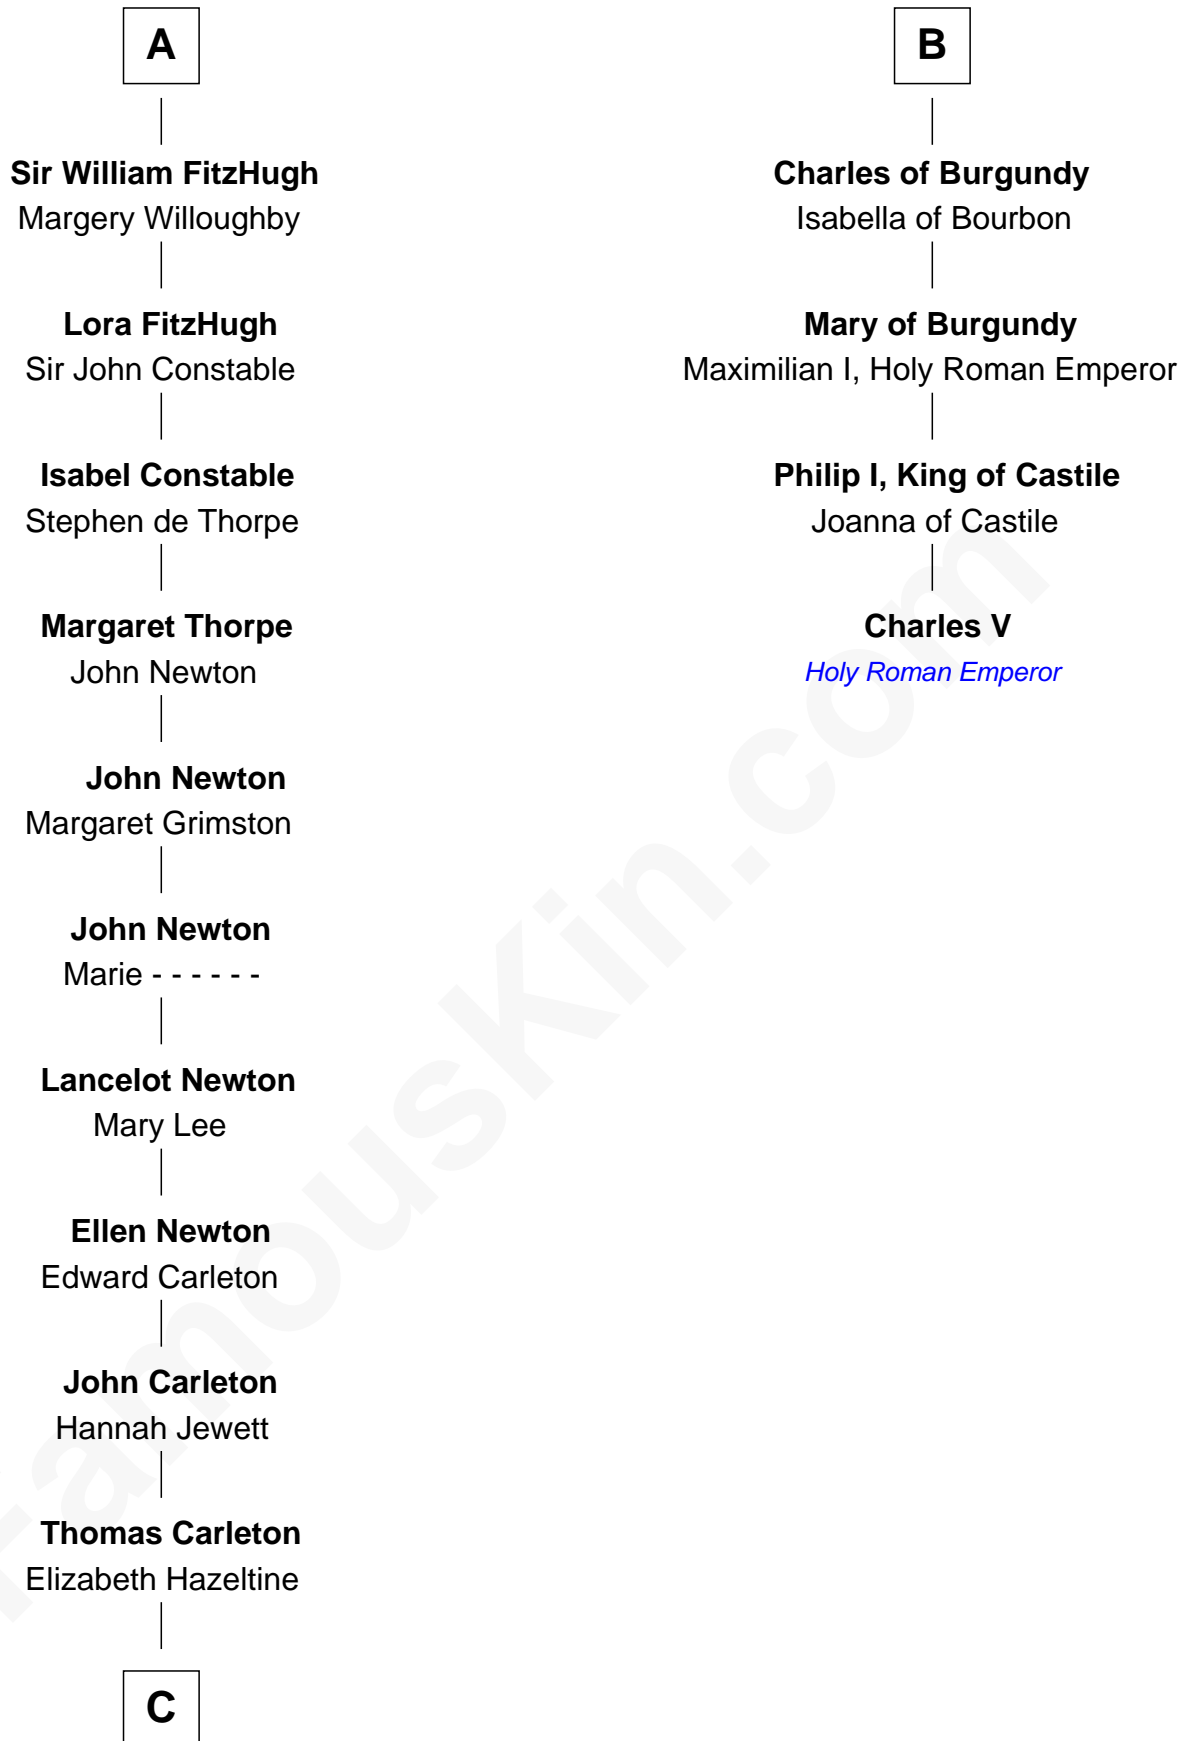 A
Sir William FitzHugh
Margery Willoughby
Lora FitzHugh
Sir John Constable
Isabel Constable
Stephen de Thorpe
Margaret Thorpe
John Newton
John Newton
Margaret Grimston
John Newton
Marie - - - - - -
Lancelot Newton
Mary Lee
Ellen Newton
Edward Carleton
John Carleton
Hannah Jewett
Thomas Carleton
Elizabeth Hazeltine
C
B
Charles of Burgundy
Isabella of Bourbon
Mary of Burgundy
Maximilian I, Holy Roman Emperor
Philip I, King of Castile
Joanna of Castile
Charles V
Holy Roman Emperor
FamousKin.com